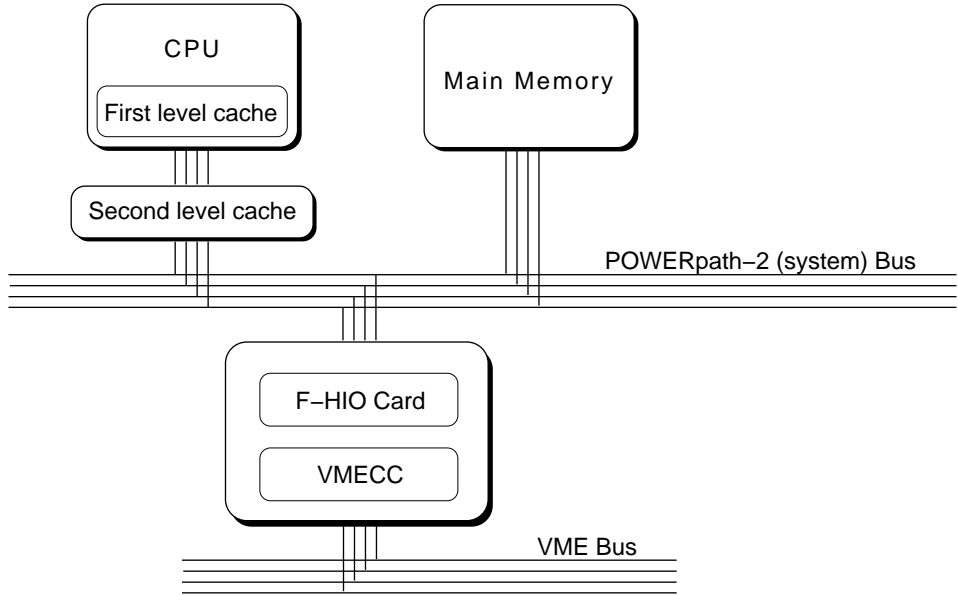 CPU
First level cache
Main Memory
Second level cache
POWERpath−2 (system) Bus
F−HIO Card
VMECC
VME Bus